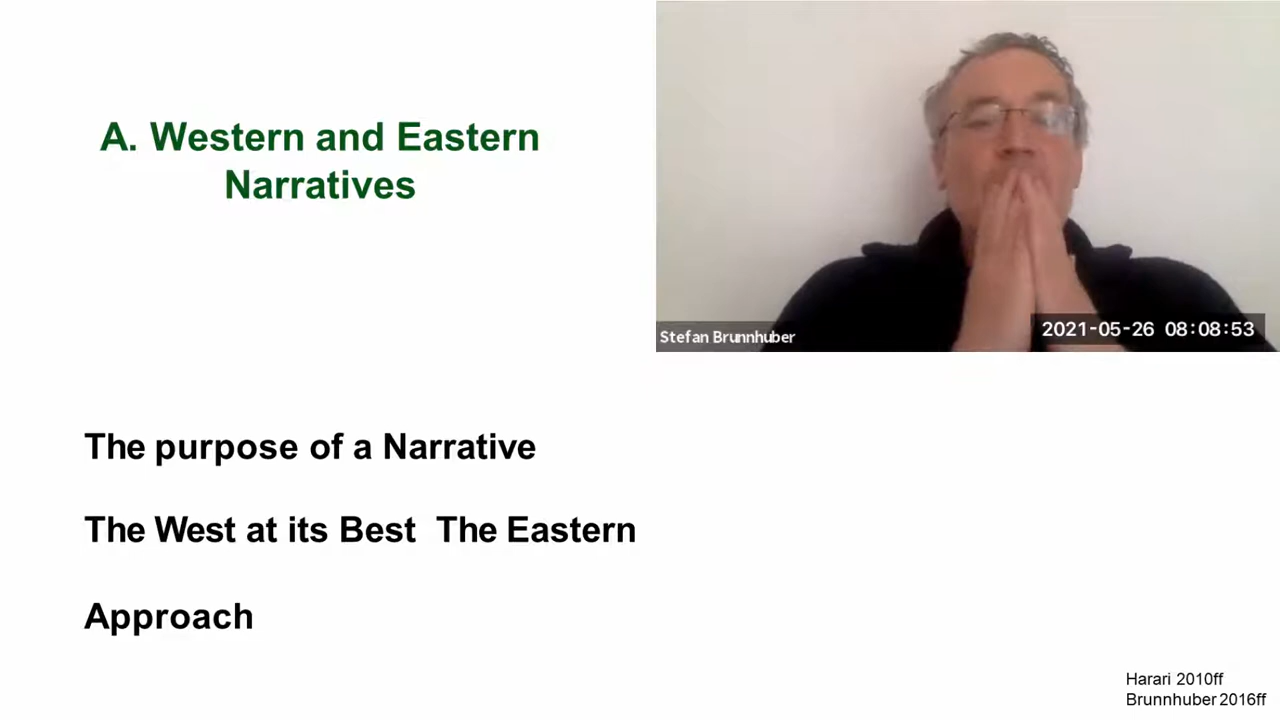 A. Western and Eastern
Narratives
Stefan Brunnhuber
2021-05-26 08:08:53
The purpose of a Narrative
The West at its Best The Eastern
Approach
Harari 2010ff
Brunnhuber 2016ff